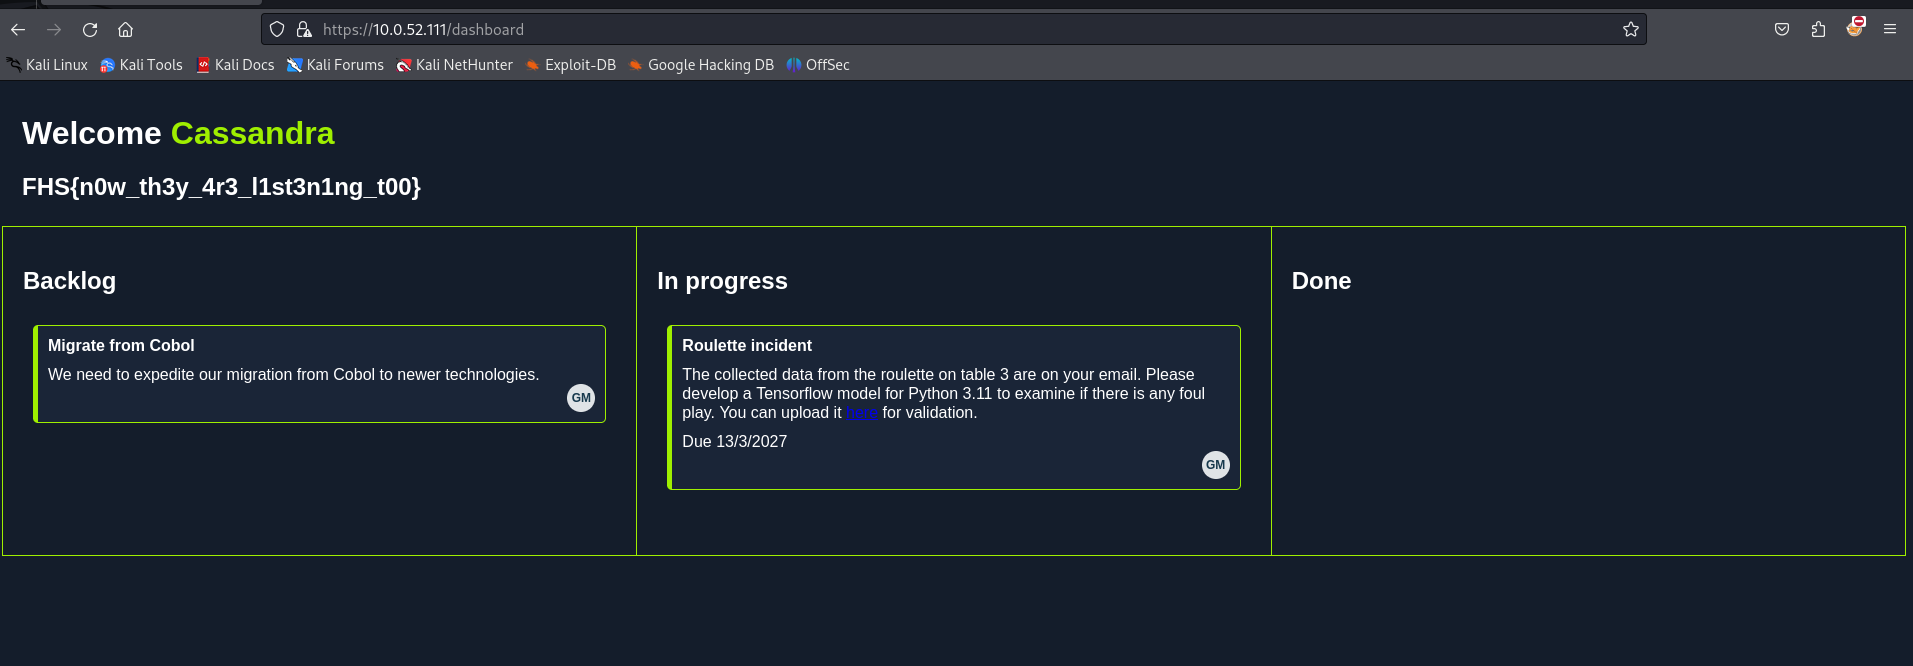 https://10.0.52.111/dashboard
Kali Linux Kali Tools Kali Docs Kali Forums Kali NetHunter Exploit-DB Google Hacking DB OffSec
Welcome Cassandra
FHS{n0w_th3y_4r3_l1st3n1ng_t00}
Backlog
Migrate from Cobol
We need to expedite our migration from Cobol to newer technologies.
GM
In progress
Roulette incident
The collected data from the roulette on table 3 are on your email. Please
develop a Tensorflow model for Python 3.11 to examine if there is any foul
play. You can upload it here for validation.
Due 13/3/2027
GM
Done